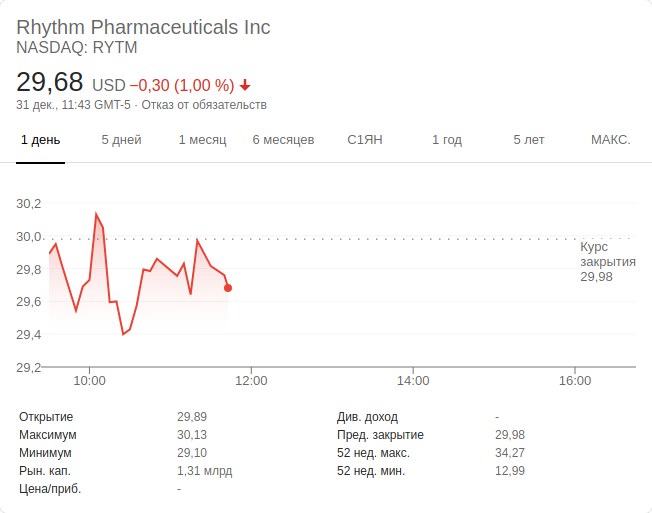 Rhythm Pharmaceuticals Inc
NASDAQ: RYTM
29,68 USD −0,30 (1,00 %)
31 дек., 11:43 GMT-5 · Отказ от обязательств
1 день 5 дней 1 месяц 6 месяцев С1ЯН 1 год 5 лет МАКС.
30,2
30,0
Курс
закрытия
29,98
29,8
29,6
29,4
29,2
10:00 12:00 14:00 16:00
Открытие 29,89 Див. доход -
Максимум 30,13 Пред. закрытие 29,98
Минимум 29,10 52 нед. макс. 34,27
Рын. кап. 1,31 млрд 52 нед. мин. 12,99
Цена/приб. -